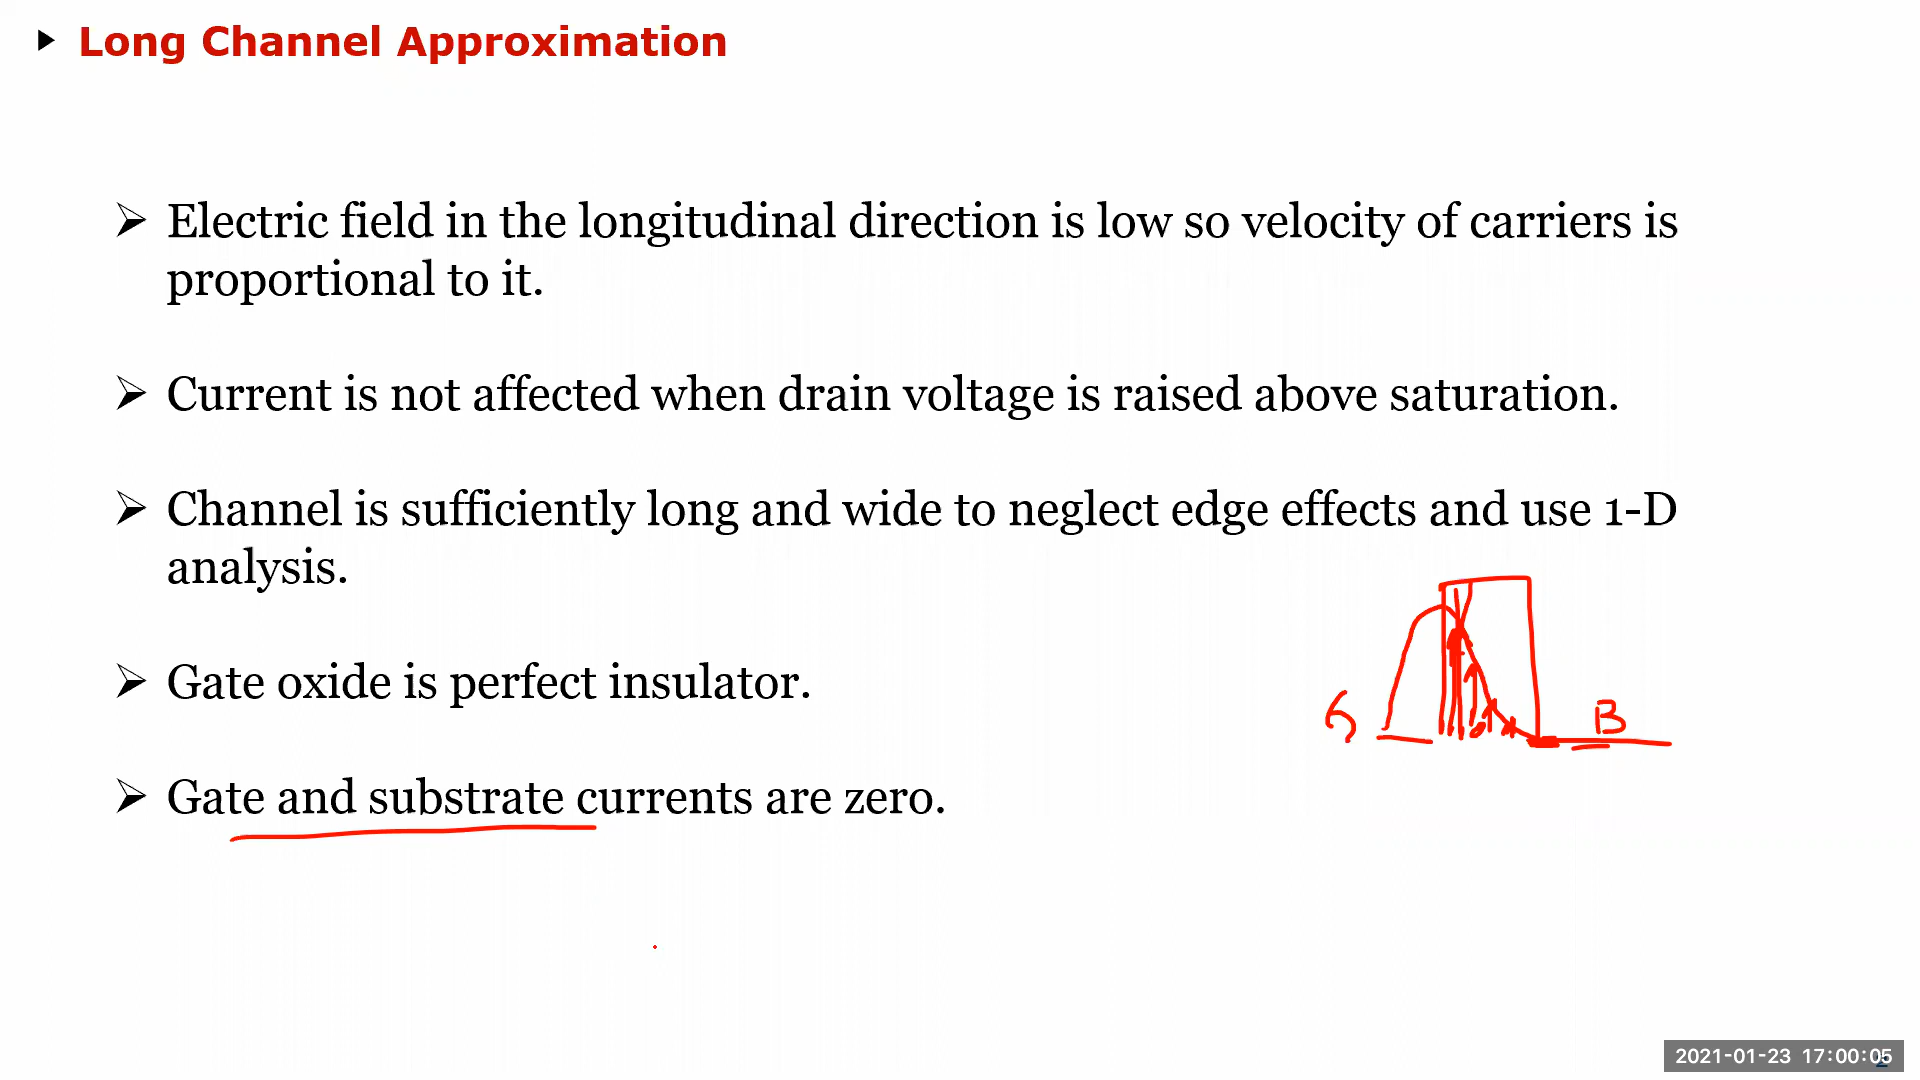 Long Channel Approximation
Electric field in the longitudinal direction is low so velocity of carriers is
proportional to it.
Current is not affected when drain voltage is raised above saturation.
Channel is sufficiently long and wide to neglect edge effects and use 1-D
analysis.
Gate oxide is perfect insulator.
B
Gate and substrate currents are zero.
2021-01-23 17:00:05
2